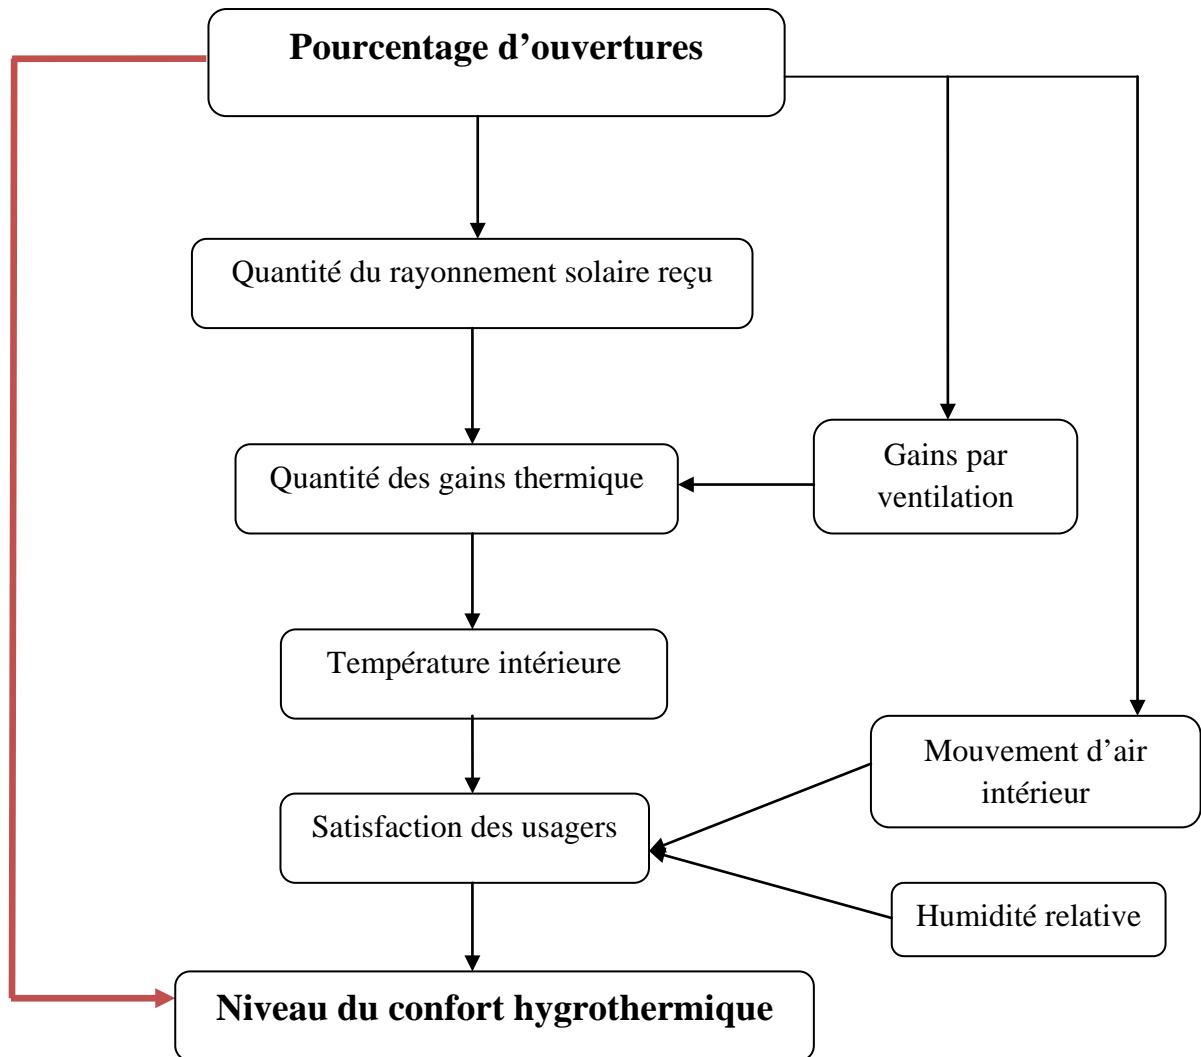 Pourcentage d’ouvertures
Quantité du rayonnement solaire reçu
Quantité des gains thermique
Gains par
ventilation
Température intérieure
Mouvement d’air
intérieur
Satisfaction des usagers
Humidité relative
Niveau du confort hygrothermique